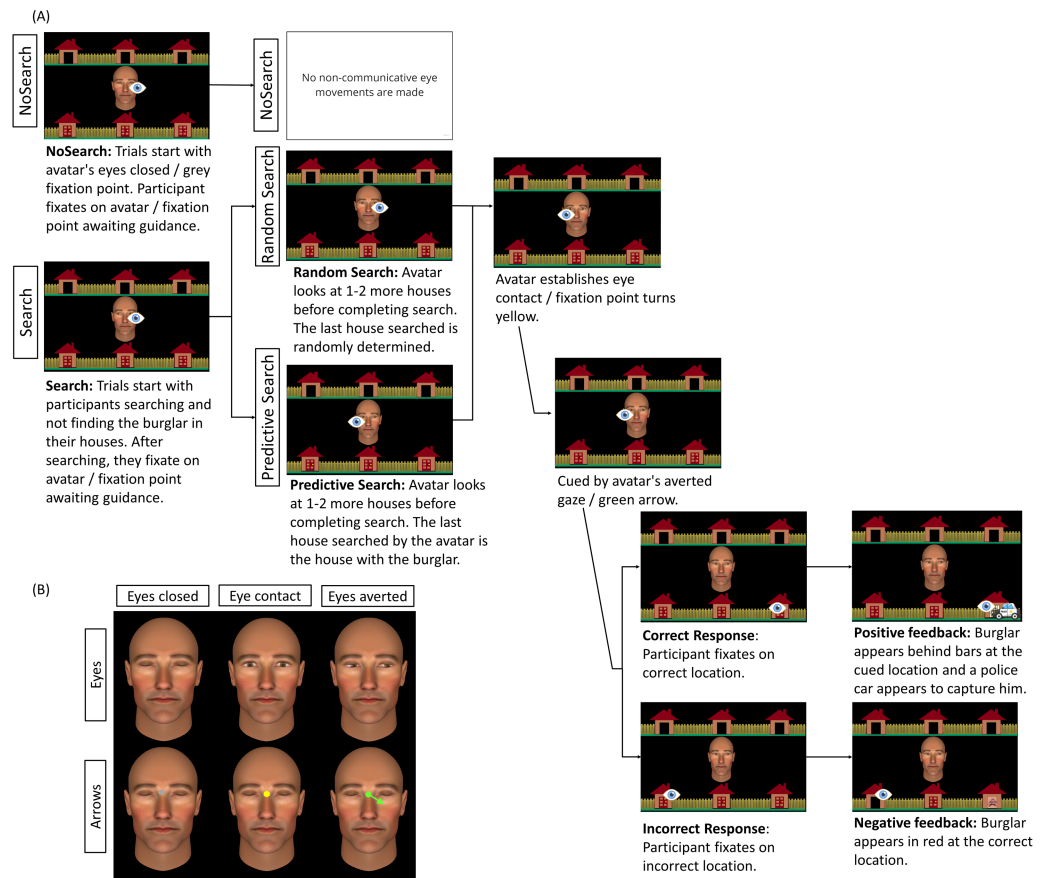 (A)
NoSearch
NoSearch
No non-communicative eye
movements are made
NoSearch: Trials start with
avatar's eyes closed / grey
fixation point. Participant
fixates on avatar / fixation
point awaiting guidance.
Search
Search: Trials start with
participants searching and
not finding the burglar in
their houses. After
searching, they fixate on
avatar / fixation point
awaiting guidance.
Random Search
Random Search: Avatar
looks at 1-2 more houses
before completing search.
The last house searched is
randomly determined.
Predictive Search
Predictive Search: Avatar looks
at 1-2 more houses before
completing search. The last
house searched by the avatar is
the house with the burglar.
Avatar establishes eye
contact / fixation point turns
yellow.
Cued by avatar's averted
gaze / green arrow.
Correct Response:
Participant fixates on
correct location.
Positive feedback: Burglar
appears behind bars at the
cued location and a police
car appears to capture him.
Incorrect Response:
Participant fixates on
incorrect location.
Negative feedback: Burglar
appears in red at the correct
location.
(B)
Eyes closed
Eye contact
Eyes averted
Eyes
Arrows